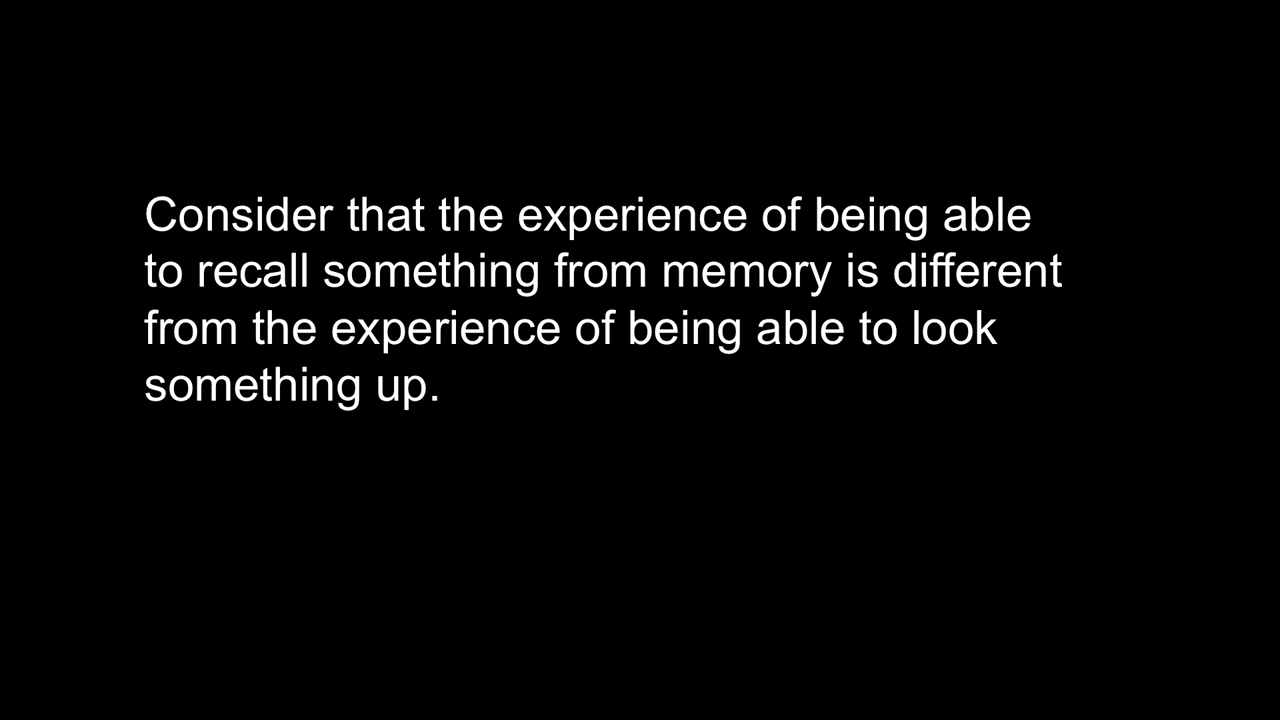 Consider that the experience of being able
to recall something from memory is different
from the experience of being able to look
something up.